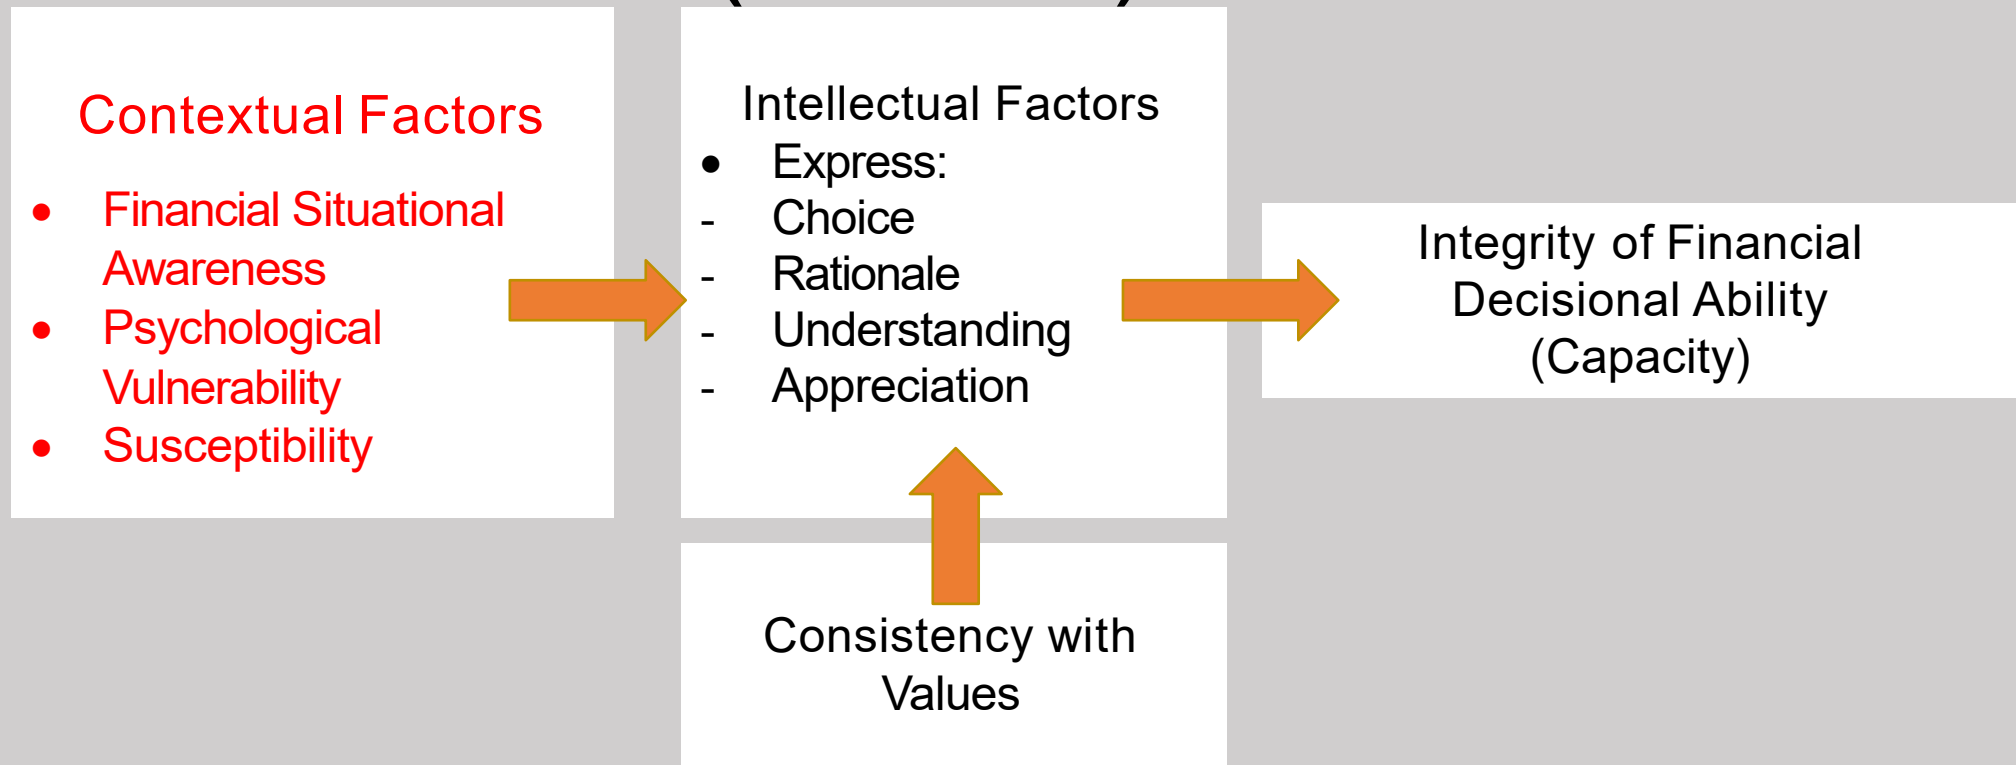 Contextual Factors
• Financial Situational
Awareness
• Psychological
Vulnerability
• Susceptibility
Intellectual Factors
• Express:
- Choice
- Rationale
- Understanding
- Appreciation
Integrity of Financial
Decisional Ability
(Capacity)
Consistency with
Values